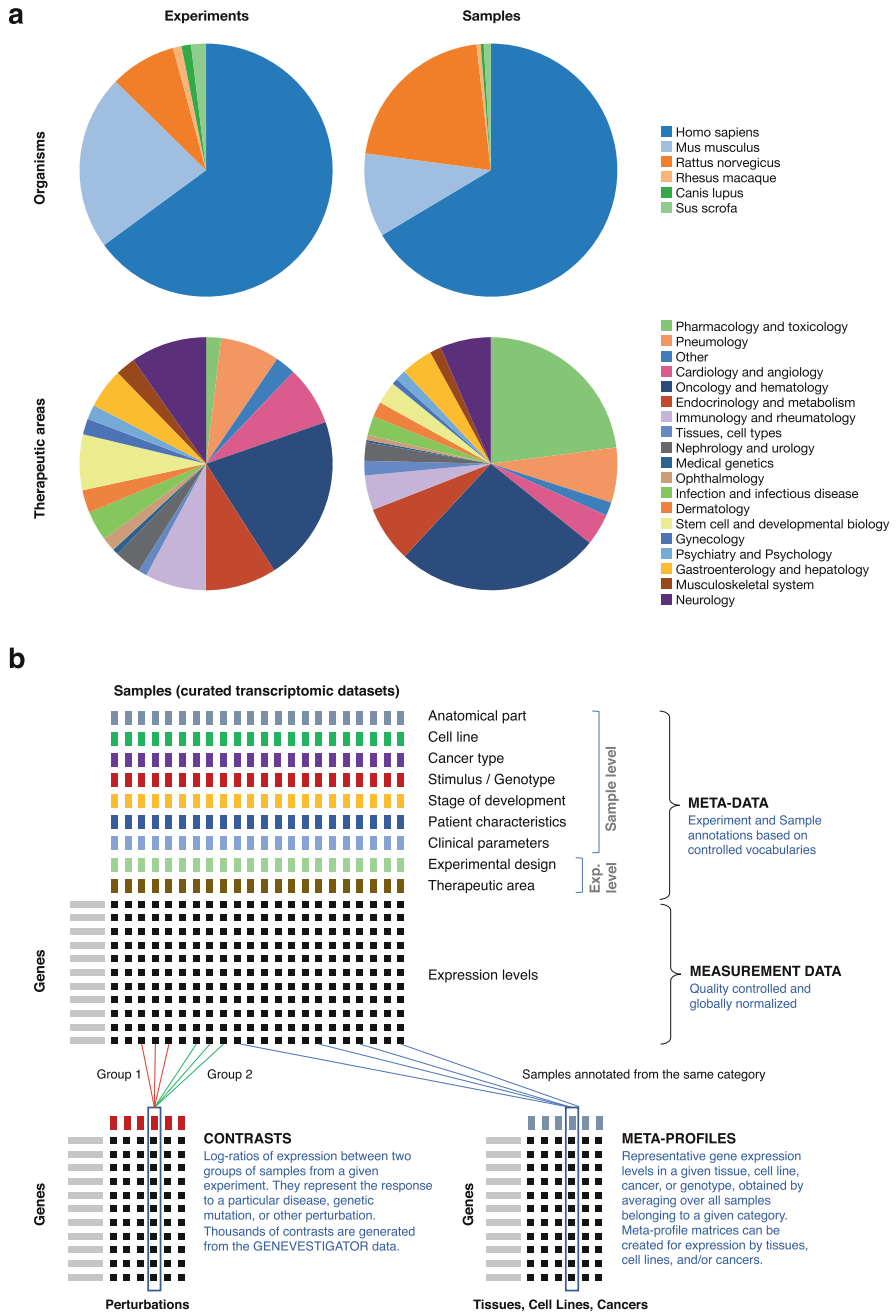 a
Experiments
Samples
Organisms
Homo sapiens
Mus musculus
Rattus norvegicus
Rhesus macaque
Canis lupus
Sus scrofa
Therapeutic areas
Pharmacology and toxicology
Pneumology
Other
Cardiology and angiology
Oncology and hematology
Endocrinology and metabolism
Immunology and rheumatology
Tissues, cell types
Nephrology and urology
Medical genetics
Ophthalmology
Infection and infectious disease
Dermatology
Stem cell and developmental biology
Gynecology
Psychiatry and Psychology
Gastroenterology and hepatology
Musculoskeletal system
Neurology
b
Samples (curated transcriptomic datasets)
Anatomical part
Cell line
Cancer type
Stimulus / Genotype
Stage of development
Patient characteristics
Clinical parameters
Experimental design
Therapeutic area
Sample level
Exp.
level
META-DATA
Experiment and Sample
annotations based on
controlled vocabularies
Genes
Expression levels
MEASUREMENT DATA
Quality controlled and
globally normalized
Group 1
Group 2
Samples annotated from the same category
Genes
CONTRASTS
Log-ratios of expression between two
groups of samples from a given
experiment. They represent the response
to a particular disease, genetic
mutation, or other perturbation.
Thousands of contrasts are generated
from the GENEVESTIGATOR data.
Perturbations
Genes
META-PROFILES
Representative gene expression
levels in a given tissue, cell line,
cancer, or genotype, obtained by
averaging over all samples
belonging to a given category.
Meta-profile matrices can be
created for expression by tissues,
cell lines, and/or cancers.
Tissues, Cell Lines, Cancers